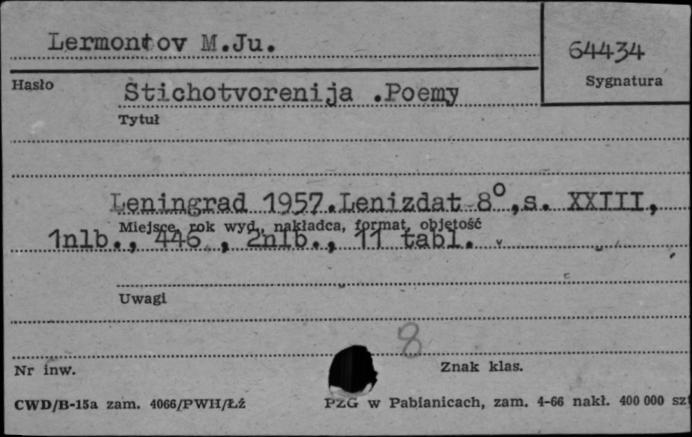 Lermontov M.Ju.
64434
Hasło
Sygnatura
Stichotvorenija .Poemy
Tytuł
Leningrad 1957.Lenizdat 8⁰,s. XXIII,
Miejsce, rok wyd., nakładca, format, objętość
1nlb., 446 , 2nlb., 11 tabl.
Uwagi
8
Nr inw.
Znak klas.
CWD/B-15a zam. 4066/PWH/Łź
PZG w Pabianicach, zam. 4-66 nakł. 400 000 szt